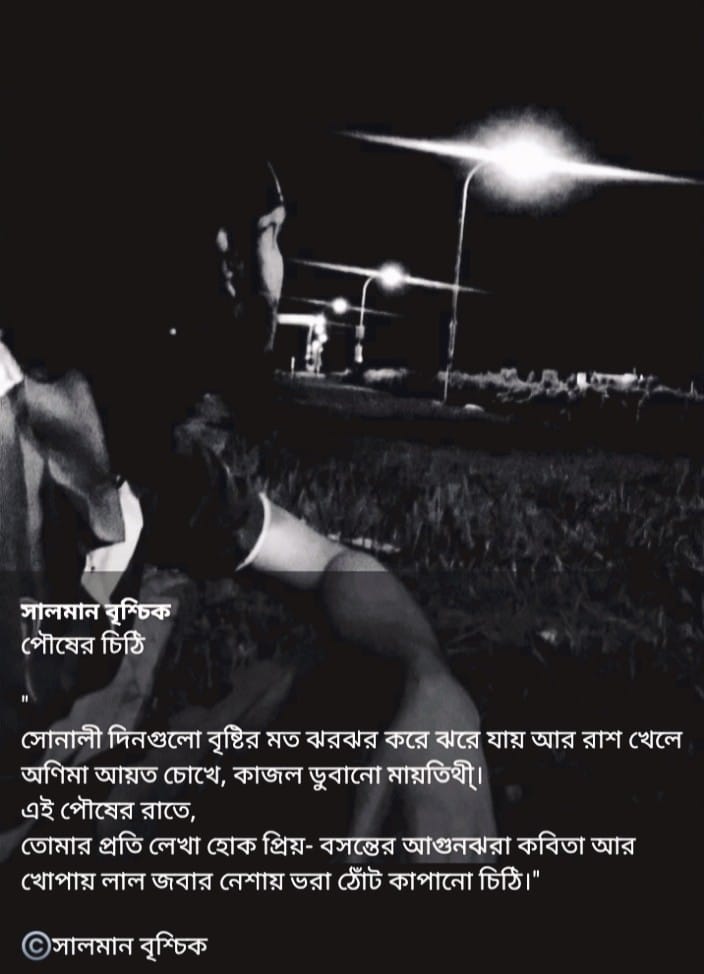 সালমান বৃশ্চিক
পৌষের চিঠি
"
সোনালী দিনগুলো বৃষ্টির মত ঝরঝর করে ঝরে যায় আর রাশ খেলে
অণিমা আয়ত চোখে, কাজল ডুবানো মায়াতিথী্।
এই পৌষের রাতে,
তোমার প্রতি লেখা হোক প্রিয়- বসন্তের আগুনঝরা কবিতা আর
খোপায় লাল জবার নেশায় ভরা ঠোঁট কাপানো চিঠি।"
©সালমান বৃশ্চিক